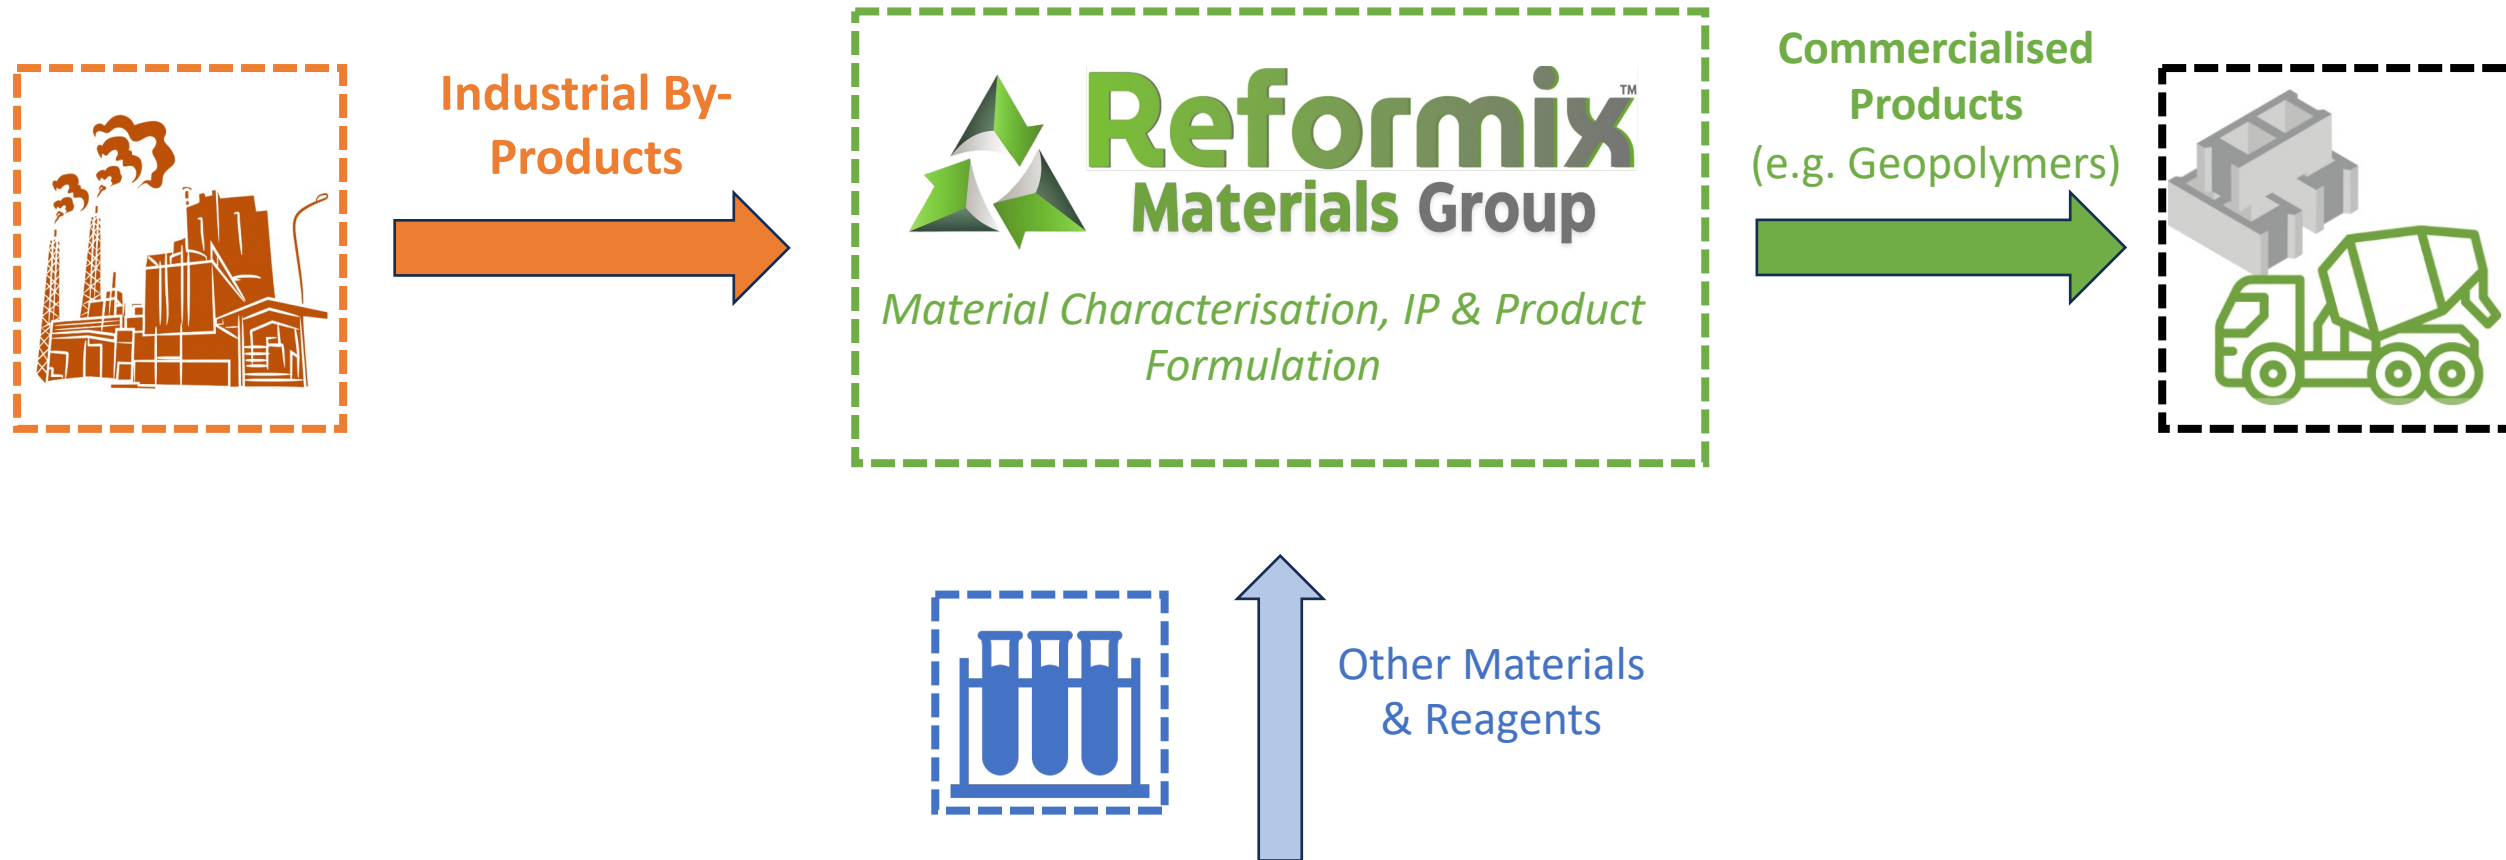 Industrial By-
Products
Reformix™
Materials Group
Material Characterisation, IP & Product
Formulation
Commercialised
Products
(e.g. Geopolymers)
Other Materials
& Reagents